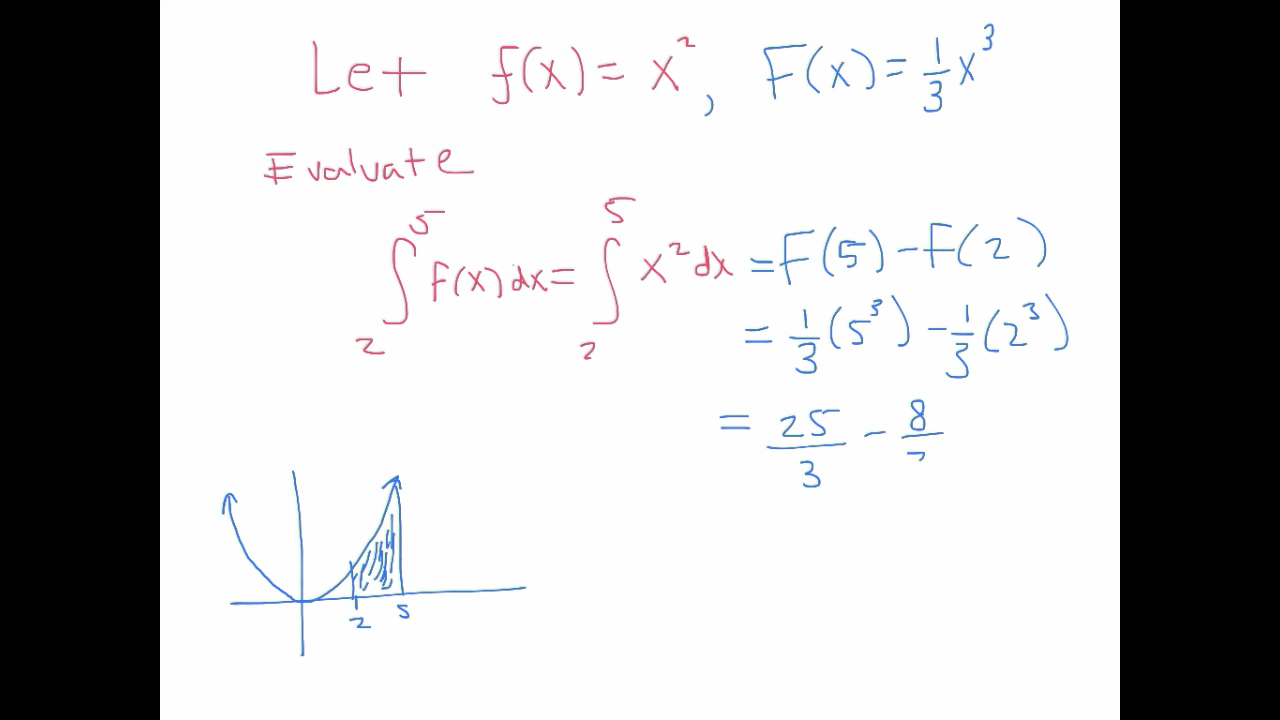 Let f(x) = x², F(x) = 1/3 x³
Evaluate
∫₂⁵ f(x) dx = ∫₂⁵ x² dx = F(5) - F(2)
= 1/3 (5³) - 1/3 (2³)
= 25/3 - 8/
2 5